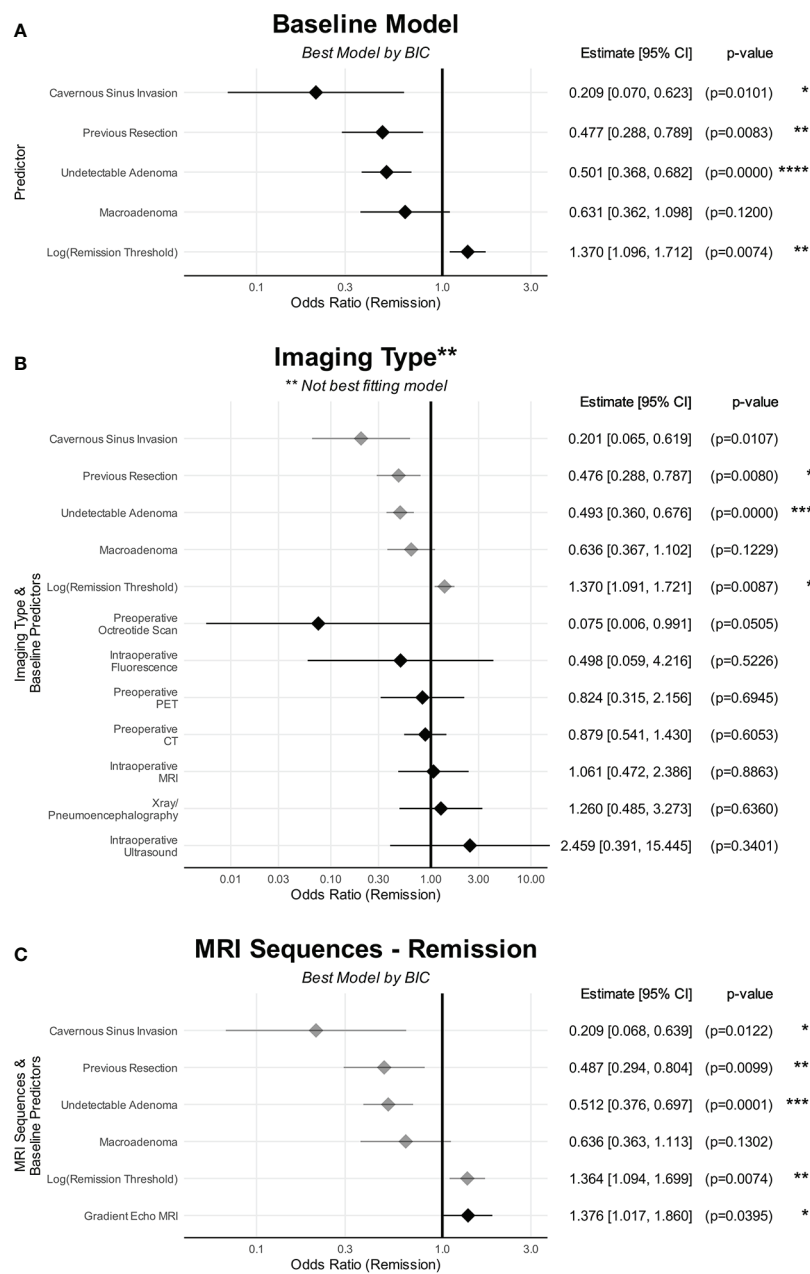 A
Baseline Model
Best Model by BIC
Estimate [95% CI] p-value
Predictor
Cavernous Sinus Invasion 0.209 [0.070, 0.623] (p=0.0101) *
Previous Resection 0.477 [0.288, 0.789] (p=0.0083) **
Undetectable Adenoma 0.501 [0.368, 0.682] (p=0.0000) ****
Macroadenoma 0.631 [0.362, 1.098] (p=0.1200)
Log(Remission Threshold) 1.370 [1.096, 1.712] (p=0.0074) **
0.1 0.3 1.0 3.0
Odds Ratio (Remission)
B
Imaging Type**
** Not best fitting model
Estimate [95% CI] p-value
Imaging Type &
Baseline Predictors
Cavernous Sinus Invasion 0.201 [0.065, 0.619] (p=0.0107)
Previous Resection 0.476 [0.288, 0.787] (p=0.0080) *
Undetectable Adenoma 0.493 [0.360, 0.676] (p=0.0000) ***
Macroadenoma 0.636 [0.367, 1.102] (p=0.1229)
Log(Remission Threshold) 1.370 [1.091, 1.721] (p=0.0087) *
Preoperative
Octreotide Scan 0.075 [0.006, 0.991] (p=0.0505)
Intraoperative
Fluorescence 0.498 [0.059, 4.216] (p=0.5226)
Preoperative
PET 0.824 [0.315, 2.156] (p=0.6945)
Preoperative
CT 0.879 [0.541, 1.430] (p=0.6053)
Intraoperative
MRI 1.061 [0.472, 2.386] (p=0.8863)
Xray/
Pneumoencephalography 1.260 [0.485, 3.273] (p=0.6360)
Intraoperative
Ultrasound 2.459 [0.391, 15.445] (p=0.3401)
0.01 0.03 0.10 0.30 1.00 3.00 10.00
Odds Ratio (Remission)
C
MRI Sequences - Remission
Best Model by BIC
Estimate [95% CI] p-value
MRI Sequences &
Baseline Predictors
Cavernous Sinus Invasion 0.209 [0.068, 0.639] (p=0.0122) *
Previous Resection 0.487 [0.294, 0.804] (p=0.0099) **
Undetectable Adenoma 0.512 [0.376, 0.697] (p=0.0001) ***
Macroadenoma 0.636 [0.363, 1.113] (p=0.1302)
Log(Remission Threshold) 1.364 [1.094, 1.699] (p=0.0074) **
Gradient Echo MRI 1.376 [1.017, 1.860] (p=0.0395) *
0.1 0.3 1.0 3.0
Odds Ratio (Remission)